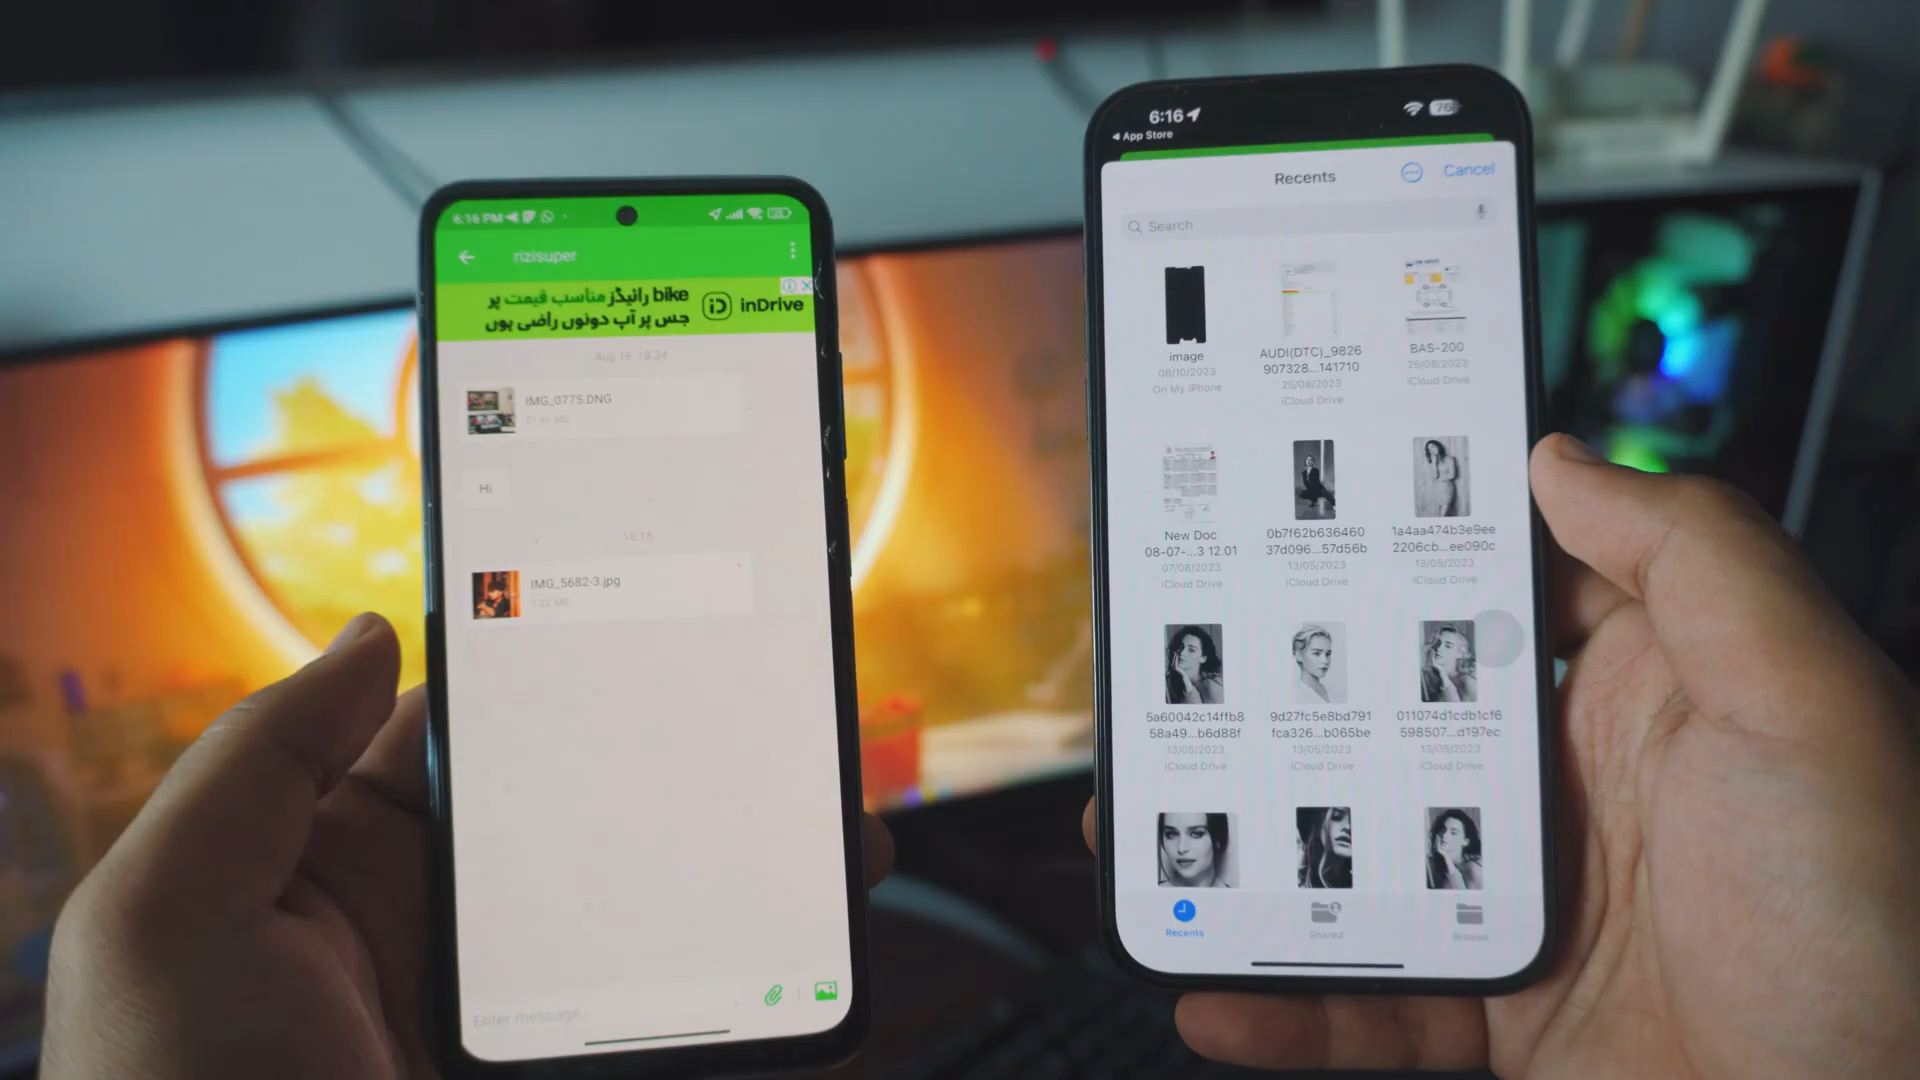 6:16 PM
rizisuper
bike رائیڈز مناسب قیمت پر
جس پر آپ دونوں راضی ہوں
inDrive
Aug 16 18:34
IMG_0775.DNG
21.61 MB
Hi
18:15
IMG_5682-3.jpg
1.22 MB
Enter message...
6:16
76
App Store
Recents
Cancel
Search
image
08/10/2023
On My iPhone
AUDI(DTC)_9826
907328...141710
25/08/2023
iCloud Drive
BAS-200
25/08/2023
iCloud Drive
New Doc
08-07-...3 12.01
07/08/2023
iCloud Drive
0b7f62b636460
37d096...57d56b
13/05/2023
iCloud Drive
1a4aa474b3e9ee
2206cb...ee090c
13/05/2023
iCloud Drive
5a60042c14ffb8
58a49...b6d88f
13/05/2023
iCloud Drive
9d27fc5e8bd791
fca326...b065be
13/05/2023
iCloud Drive
011074d1cdb1cf6
598507...d197ec
13/05/2023
iCloud Drive
Recents
Shared
Browse